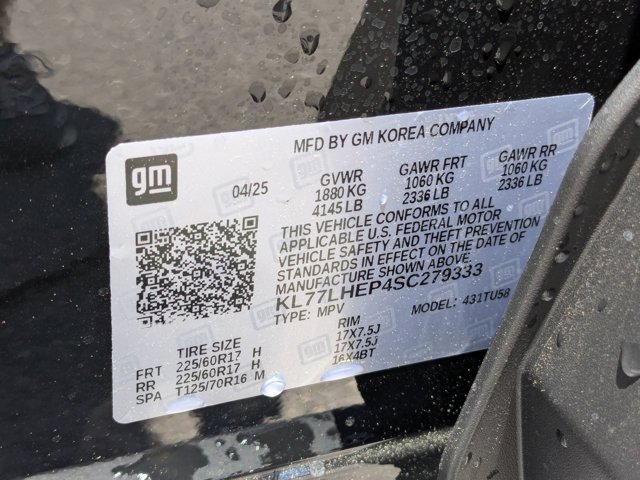 MFD BY GM KOREA COMPANY
gm
04/25
GVWR GAWR FRT GAWR RR
1880 KG 1060 KG 1060 KG
4145 LB 2336 LB 2336 LB
THIS VEHICLE CONFORMS TO ALL
APPLICABLE U.S. FEDERAL MOTOR
VEHICLE SAFETY AND THEFT PREVENTION
STANDARDS IN EFFECT ON THE DATE OF
MANUFACTURE SHOWN ABOVE.
KL77LHEP4SC279333
TYPE: MPV MODEL: 431TU58
TIRE SIZE RIM
FRT 225/60R17 H 17X7.5J
RR 225/60R17 H 17X7.5J
SPA T125/70R16 M 16X4BT